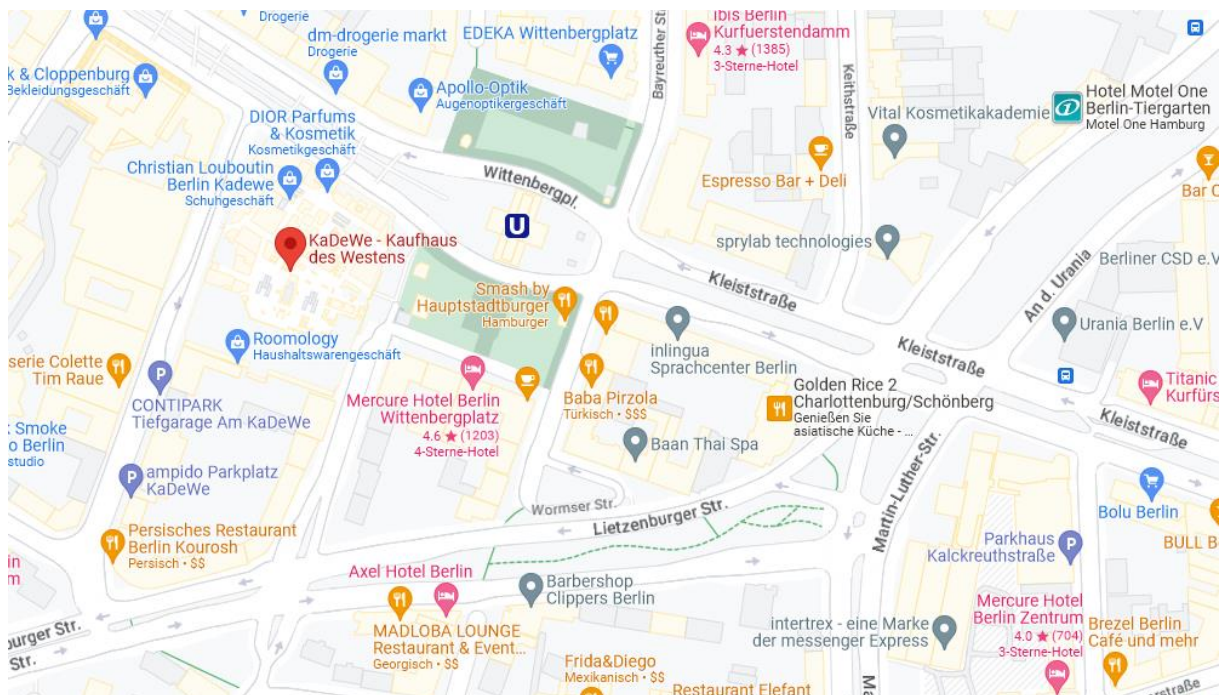 Drogerie
dm-drogerie markt
Drogerie
EDEKA Wittenbergplatz
Ibis Berlin
Kurfuerstendamm
4.3 ★ (1385)
3-Sterne-Hotel
Bayreuther Str.
Keithstraße
k & Cloppenburg
Bekleidungsgeschäft
Apollo-Optik
Augenoptikergeschäft
Hotel Motel One
Berlin-Tiergarten
Motel One Hamburg
Vital Kosmetikakademie
DIOR Parfums
& Kosmetik
Kosmetikgeschäft
Christian Louboutin
Berlin Kadewe
Schuhgeschäft
Wittenbergpl.
Espresso Bar + Deli
Bar
U
KaDeWe - Kaufhaus
des Westens
sprylab technologies
Berliner CSD e.V
An d. Urania
Kleiststraße
Smash by
Hauptstadtburger
Hamburger
Urania Berlin e.V
Roomology
Haushaltswarengeschäft
inlingua
Sprachcenter Berlin
Kleiststraße
serie Colette
Tim Raue
P
CONTIPARK
Tiefgarage Am KaDeWe
Mercure Hotel Berlin
Wittenbergplatz
4.6 ★ (1203)
4-Sterne-Hotel
Baba Pirzola
Türkisch • $$$
Golden Rice 2
Charlottenburg/Schönberg
Genießen Sie
asiatische Küche - ...
Titanic
Kurfürs
Kleiststraße
k Smoke
o Berlin
studio
Baan Thai Spa
P
ampido Parkplatz
KaDeWe
Martin-Luther-Str.
Bolu Berlin
Wormser Str.
Lietzenburger Str.
Persisches Restaurant
Berlin Kourosh
Persisch • $$
Parkhaus
Kalckreuthstraße
P
BULL B
in
m
Axel Hotel Berlin
Barbershop
Clippers Berlin
MADLOBA LOUNGE
Restaurant & Event...
Georgisch • $$
intertrex - eine Marke
der messenger Express
Mercure Hotel
Berlin Zentrum
4.0 ★ (704)
3-Sterne-Hotel
Brezel Berlin
Café und mehr
burger Str.
Str.
Frida&Diego
Mexikanisch • $$
Restaurant Elefant
Ma
straße